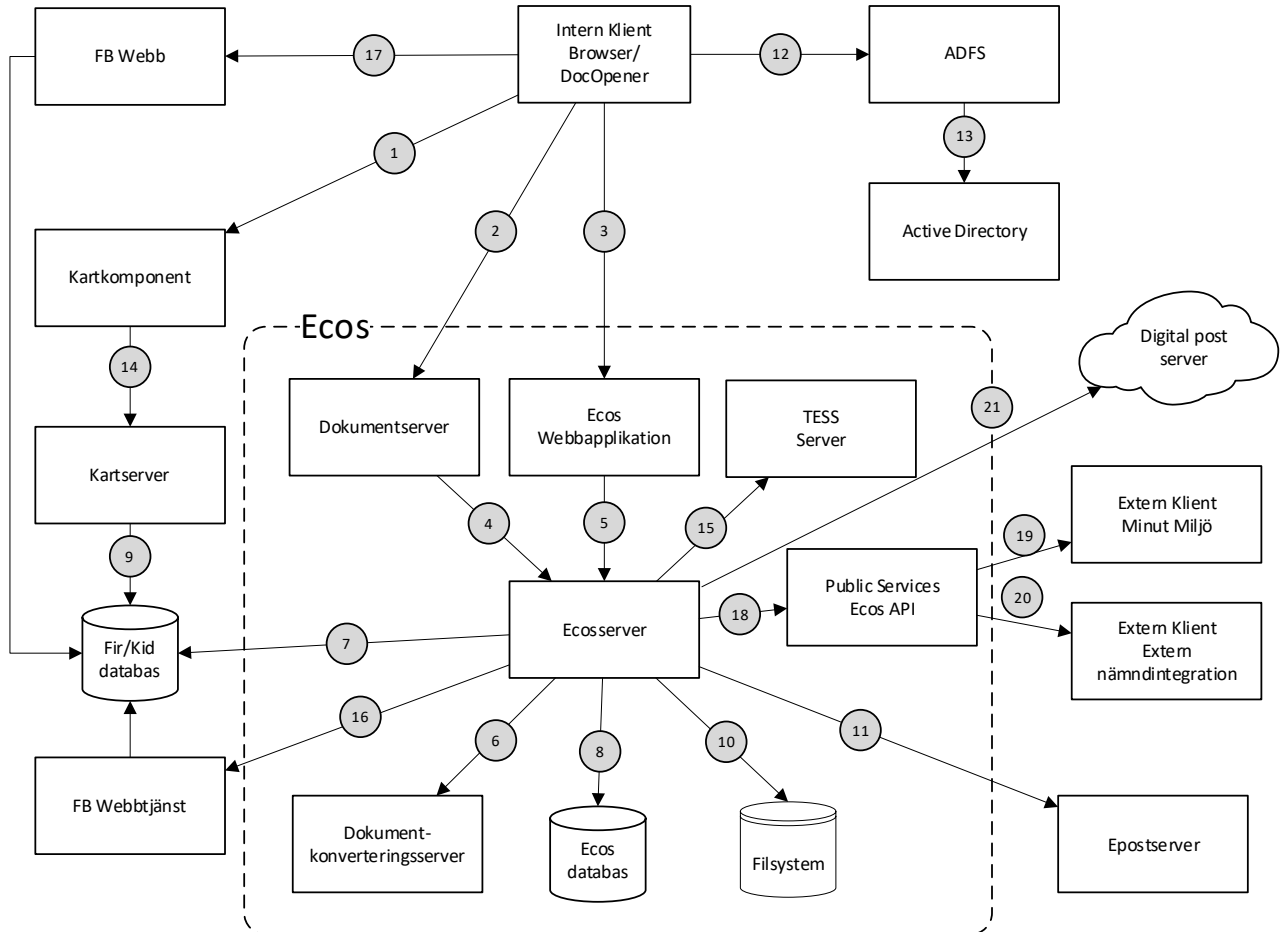 FB Webb
17
Intern Klient
Browser/
DocOpener
12
ADFS
13
Active Directory
1
2
3
Kartkomponent
14
Kartserver
9
Fir/Kid
databas
Ecos
Dokumentserver
Ecos
Webbapplikation
TESS
Server
21
Digital post
server
4
5
15
Ecosserver
18
Public Services
Ecos API
19
Extern Klient
Minut Miljö
20
Extern Klient
Extern
nämndintegration
7
16
6
8
10
11
FB Webbtjänst
Dokument-
konverteringsserver
Ecos
databas
Filsystem
Epostserver